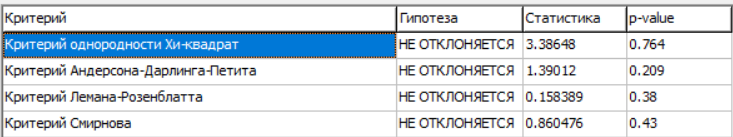 Критерий Гипотеза Статистика p-value
Критерий однородности Хи-квадрат НЕ ОТКЛОНЯЕТСЯ 3.38648 0.764
Критерий Андерсона-Дарлинга-Петита НЕ ОТКЛОНЯЕТСЯ 1.39012 0.209
Критерий Лемана-Розенблатта НЕ ОТКЛОНЯЕТСЯ 0.158389 0.38
Критерий Смирнова НЕ ОТКЛОНЯЕТСЯ 0.860476 0.43